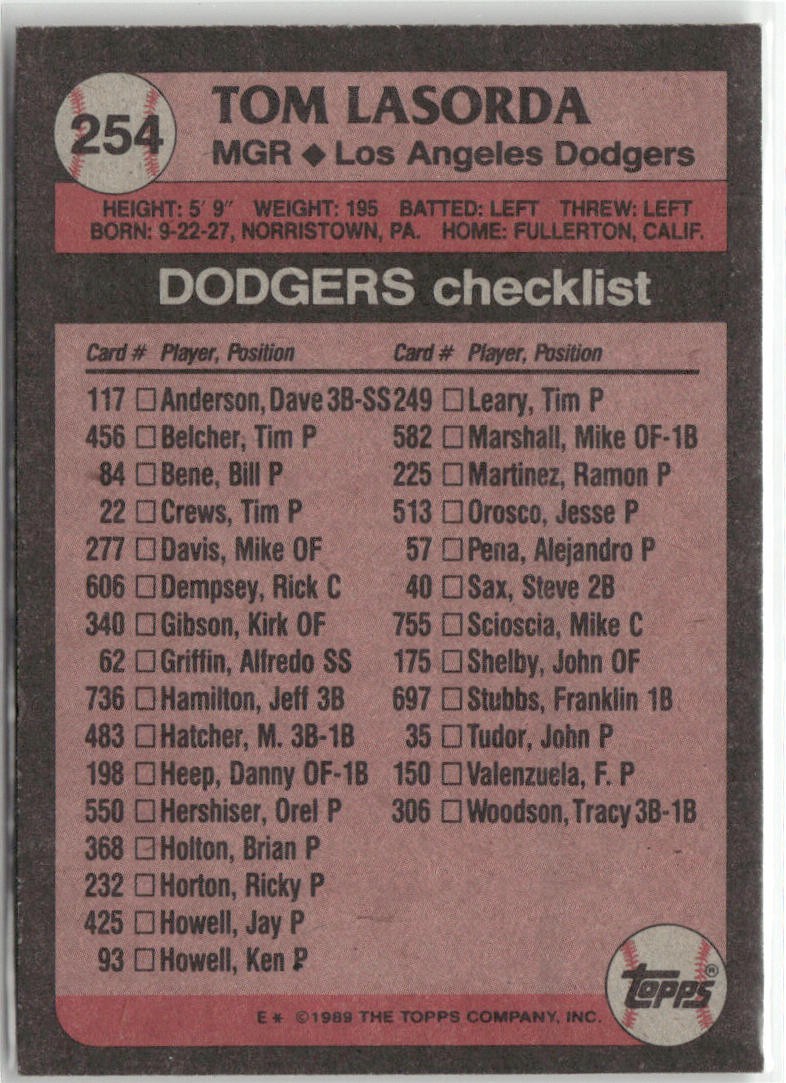 254
TOM LASORDA
MGR ◆ Los Angeles Dodgers
HEIGHT: 5' 9" WEIGHT: 195 BATTED: LEFT THREW: LEFT
BORN: 9-22-27, NORRISTOWN, PA. HOME: FULLERTON, CALIF.
DODGERS checklist
Card # Player, Position
117 □ Anderson, Dave 3B-SS
456 □ Belcher, Tim P
84 □ Bene, Bill P
22 □ Crews, Tim P
277 □ Davis, Mike OF
606 □ Dempsey, Rick C
340 □ Gibson, Kirk OF
62 □ Griffin, Alfredo SS
736 □ Hamilton, Jeff 3B
483 □ Hatcher, M. 3B-1B
198 □ Heep, Danny OF-1B
550 □ Hershiser, Orel P
368 □ Holton, Brian P
232 □ Horton, Ricky P
425 □ Howell, Jay P
93 □ Howell, Ken P
Card # Player, Position
249 □ Leary, Tim P
582 □ Marshall, Mike OF-1B
225 □ Martinez, Ramon P
513 □ Orosco, Jesse P
57 □ Pena, Alejandro P
40 □ Sax, Steve 2B
755 □ Scioscia, Mike C
175 □ Shelby, John OF
697 □ Stubbs, Franklin 1B
35 □ Tudor, John P
150 □ Valenzuela, F. P
306 □ Woodson, Tracy 3B-1B
topps®
E* ©1989 THE TOPPS COMPANY, INC.